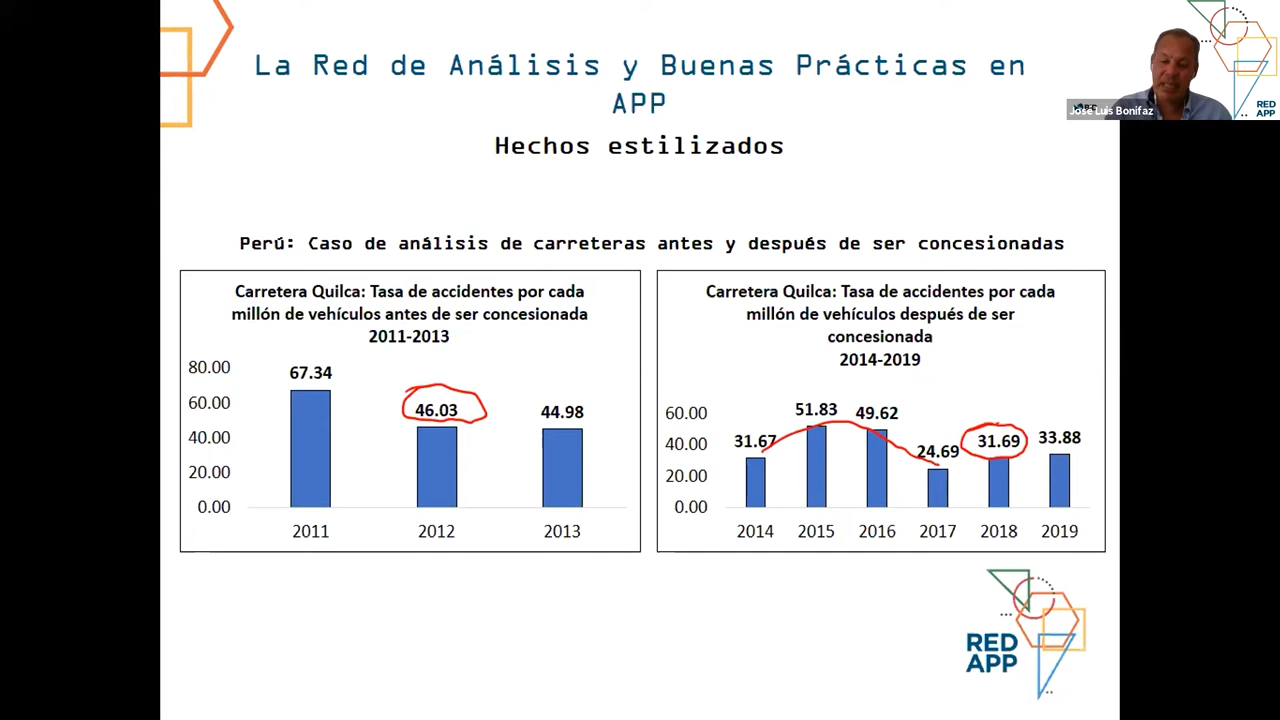 La Red de Análisis y Buenas Prácticas en
APP
Hechos estilizados
José Luis Bonifaz
RED
APP
Perú: Caso de análisis de carreteras antes y después de ser concesionadas
Carretera Quilca: Tasa de accidentes por cada
millón de vehículos antes de ser concesionada
2011-2013
80.00
60.00
40.00
20.00
0.00
67.34
46.03
44.98
2011
2012
2013
Carretera Quilca: Tasa de accidentes por cada
millón de vehículos después de ser
concesionada
2014-2019
60.00
40.00
20.00
0.00
31.67
51.83
49.62
24.69
31.69
33.88
2014
2015
2016
2017
2018
2019
RED
APP